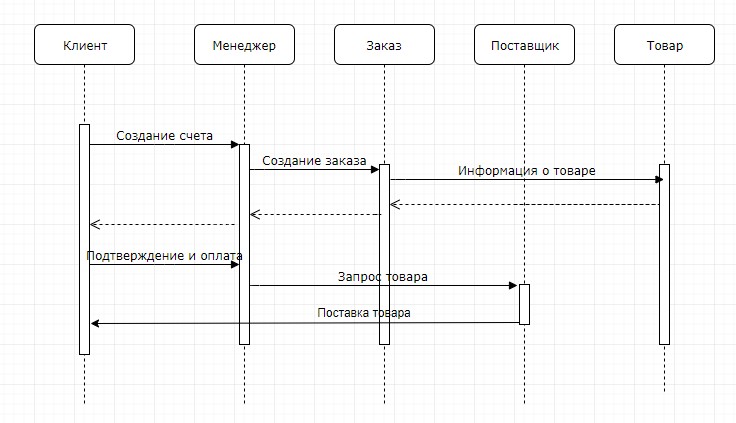 Клиент
Менеджер
Заказ
Поставщик
Товар
Создание счета
Создание заказа
Информация о товаре
Подтверждение и оплата
Запрос товара
Поставка товара